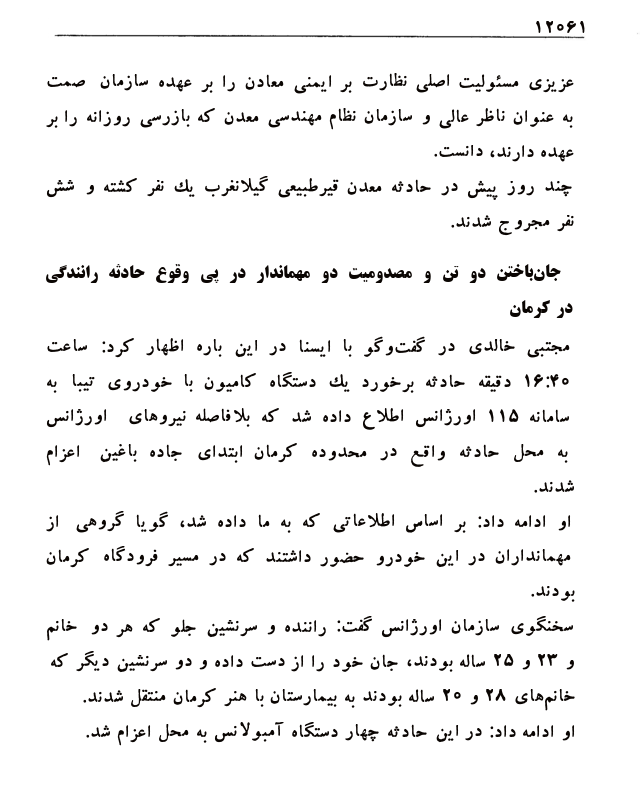 ۱۲۰۶۱
عزیزی مسئولیت اصلی نظارت بر ایمنی معادن را بر عهده سازمان صمت
به عنوان ناظر عالی و سازمان نظام مهندسی معدن که بازرسی روزانه را بر
عهده دارند، دانست.
چند روز پیش در حادثه معدن قیرطبیعی گیلانغرب یك نفر کشته و شش
نفر مجروح شدند.
جان‌باختن دو تن و مصدومیت دو مهماندار در پی وقوع حادثه رانندگی
در کرمان
مجتبی خالدی در گفت‌وگو با ایسنا در این باره اظهار کرد: ساعت
۱۶:۴۰ دقیقه حادثه برخورد یك دستگاه کامیون با خودروی تیبا به
سامانه ۱۱۵ اورژانس اطلاع داده شد که بلافاصله نیروهای اورژانس
به محل حادثه واقع در محدوده کرمان ابتدای جاده باغین اعزام
شدند.
او ادامه داد: بر اساس اطلاعاتی که به ما داده شد، گویا گروهی از
مهمانداران در این خودرو حضور داشتند که در مسیر فرودگاه کرمان
بودند.
سخنگوی سازمان اورژانس گفت: راننده و سرنشین جلو که هر دو خانم
و ۲۳ و ۲۵ ساله بودند، جان خود را از دست داده و دو سرنشین دیگر که
خانم‌های ۲۸ و ۲۰ ساله بودند به بیمارستان با هنر کرمان منتقل شدند.
او ادامه داد: در این حادثه چهار دستگاه آمبولانس به محل اعزام شد.